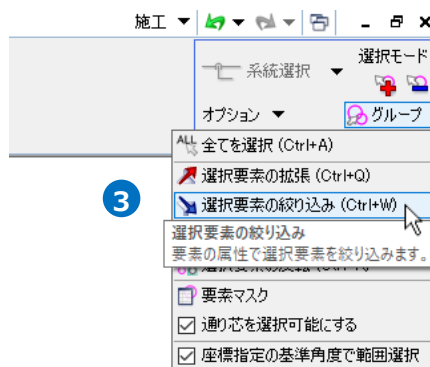 施工
選択モード
系統選択
オプション
グループ
ALL 全てを選択 (Ctrl+A)
選択要素の拡張 (Ctrl+Q)
3
選択要素の絞り込み (Ctrl+W)
選択要素の絞り込み
要素の属性で選択要素を絞り込みます。
要素マスク
通り芯を選択可能にする
座標指定の基準角度で範囲選択